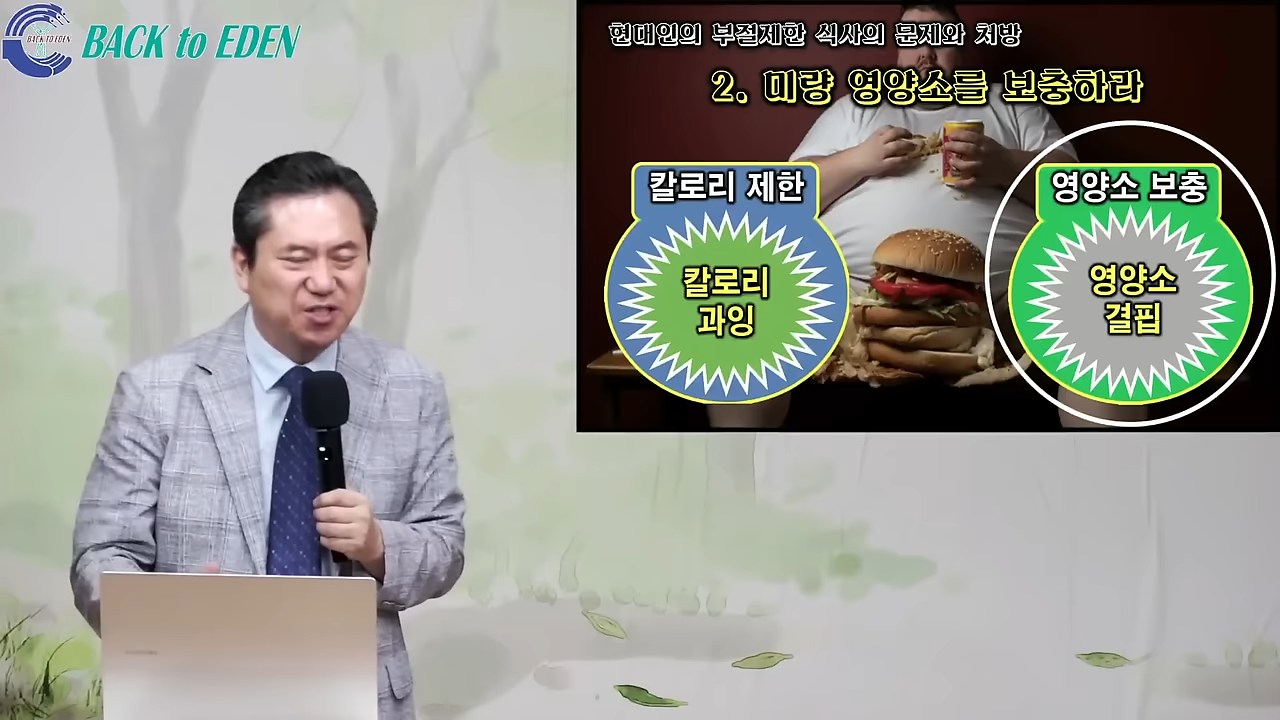 BACK TO EDEN
BACK to EDEN
현대인의 부절제한 식사의 문제와 처방
2. 미량 영양소를 보충하라
칼로리 제한
칼로리
과잉
영양소 보충
영양소
결핍